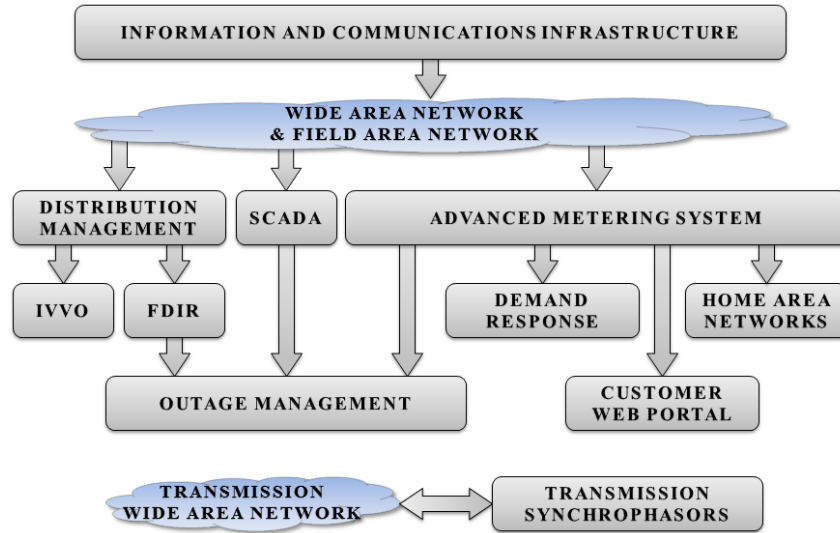 INFORMATION AND COMMUNICATIONS INFRASTRUCTURE
WIDE AREA NETWORK
& FIELD AREA NETWORK
DISTRIBUTION
MANAGEMENT
SCADA
ADVANCED METERING SYSTEM
IVVO
FDIR
DEMAND
RESPONSE
HOME AREA
NETWORKS
OUTAGE MANAGEMENT
CUSTOMER
WEB PORTAL
TRANSMISSION
WIDE AREA NETWORK
TRANSMISSION
SYNCHROPHASORS